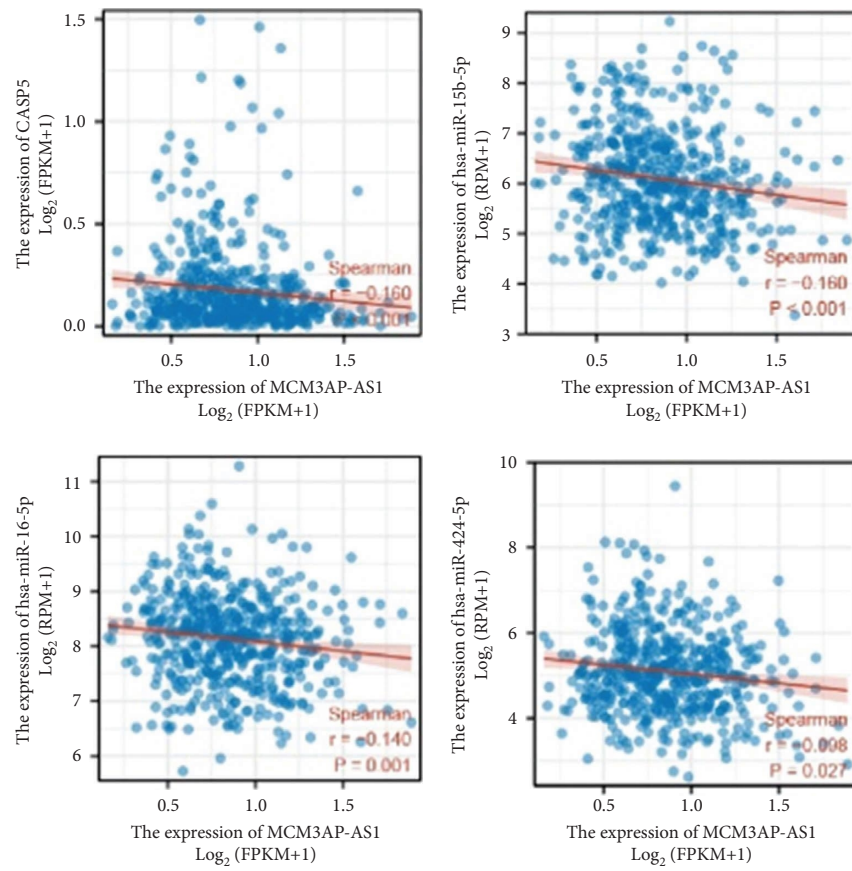 The expression of CASP5
Log₂ (FPKM+1)
1.5
1.0
0.5
0.0
Spearman
r = −0.160
0.5 1.0 1.5
The expression of MCM3AP-AS1
Log₂ (FPKM+1)
The expression of hsa-miR-15b-5p
Log₂ (RPM+1)
9
8
7
6
5
4
3
Spearman
r = −0.160
P < 0.001
0.5 1.0 1.5
The expression of MCM3AP-AS1
Log₂ (FPKM+1)
The expression of hsa-miR-16-5p
Log₂ (RPM+1)
11
10
9
8
7
6
Spearman
r = −0.140
P = 0.001
0.5 1.0 1.5
The expression of MCM3AP-AS1
Log₂ (FPKM+1)
The expression of hsa-miR-424-5p
Log₂ (RPM+1)
10
8
6
4
Spearman
r = −0.098
P = 0.027
0.5 1.0 1.5
The expression of MCM3AP-AS1
Log₂ (FPKM+1)